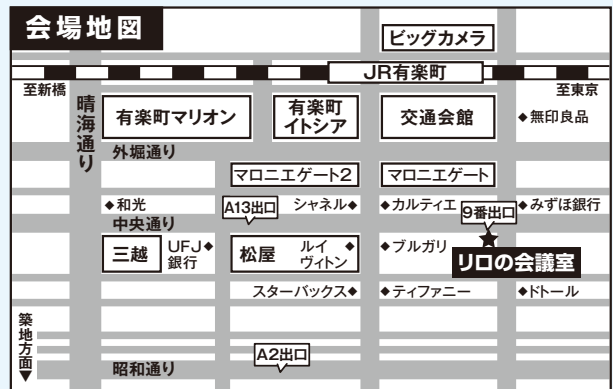 会場地図
ビッグカメラ
JR有楽町
至新橋
至東京
晴海通り
有楽町マリオン
有楽町
イトシア
交通会館
◆無印良品
外堀通り
マロニエゲート2
マロニエゲート
◆和光
A13出口
シャネル◆
◆カルティエ
9番出口
◆みずほ銀行
中央通り
三越
UFJ◆
銀行
松屋
ルイ◆
ヴィトン
◆ブルガリ
★
リロの会議室
スターバックス◆
◆ティファニー
◆ドトール
築地方面▼
A2出口
昭和通り